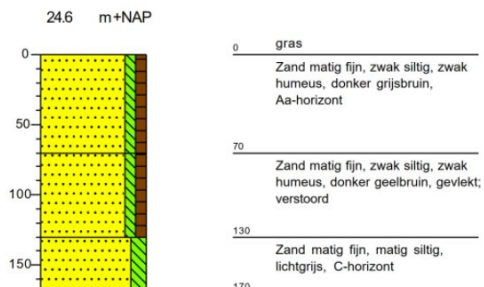 24.6 m+NAP
0
50
100
150
0 gras
Zand matig fijn, zwak siltig, zwak
humeus, donker grijsbruin,
Aa-horizont
70
Zand matig fijn, zwak siltig, zwak
humeus, donker geelbruin, gevlekt;
verstoord
130
Zand matig fijn, matig siltig,
lichtgrijs, C-horizont
170